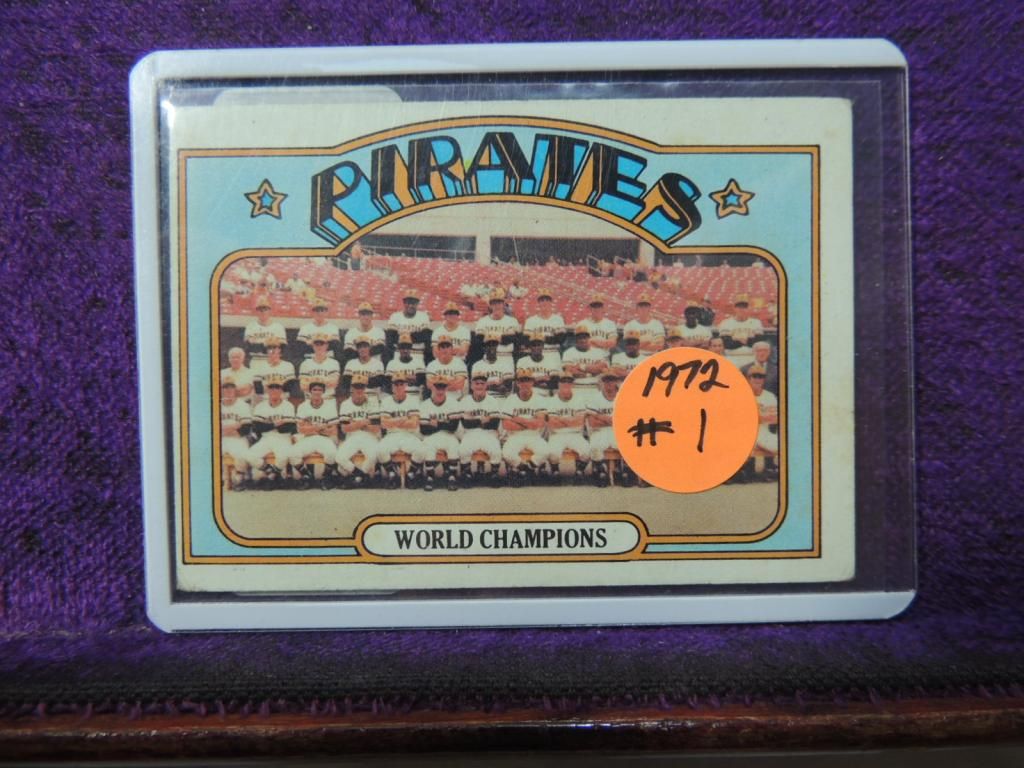 PIRATES
1972
# 1
WORLD CHAMPIONS